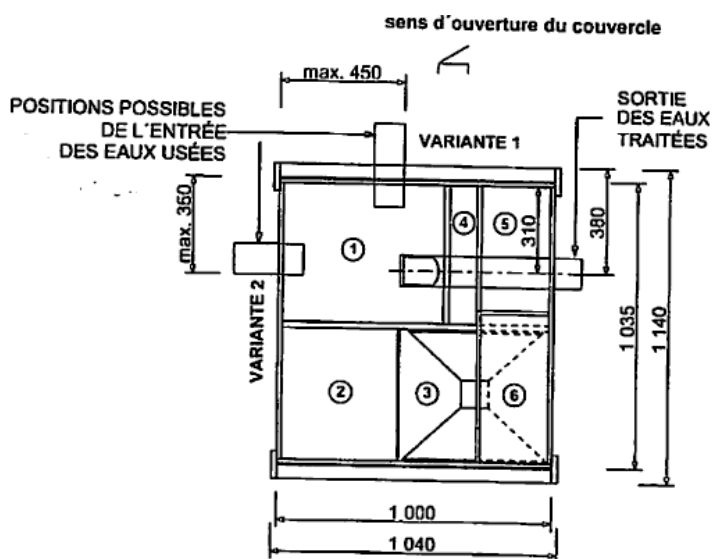 sens d´ouverture du couvercle
max. 450
POSITIONS POSSIBLES
DE L´ENTRÉE
DES EAUX USÉES
VARIANTE 1
SORTIE
DES EAUX
TRAITÉES
max. 350
VARIANTE 2
1
4
5
310
380
1 035
1 140
2
3
6
1 000
1 040